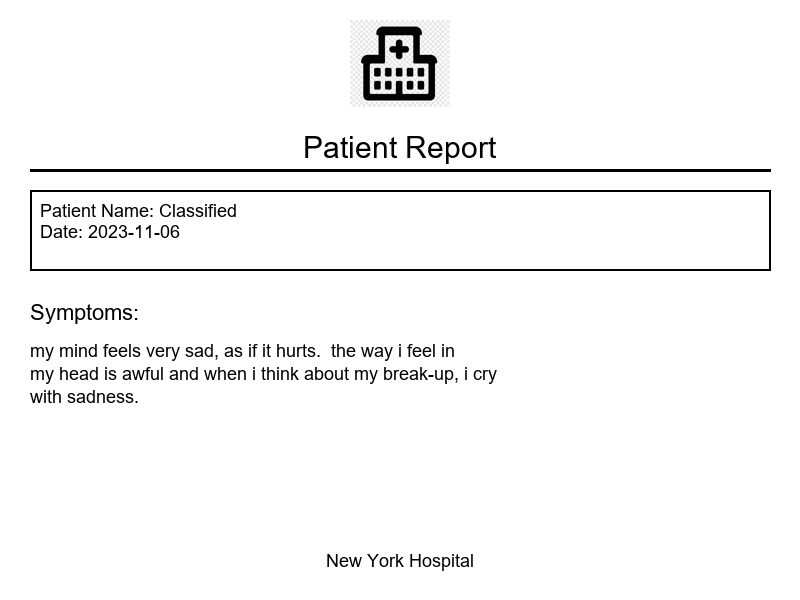 Patient Report
Patient Name: Classified
Date: 2023-11-06
Symptoms:
my mind feels very sad, as if it hurts.  the way i feel in
my head is awful and when i think about my break-up, i cry
with sadness.
New York Hospital